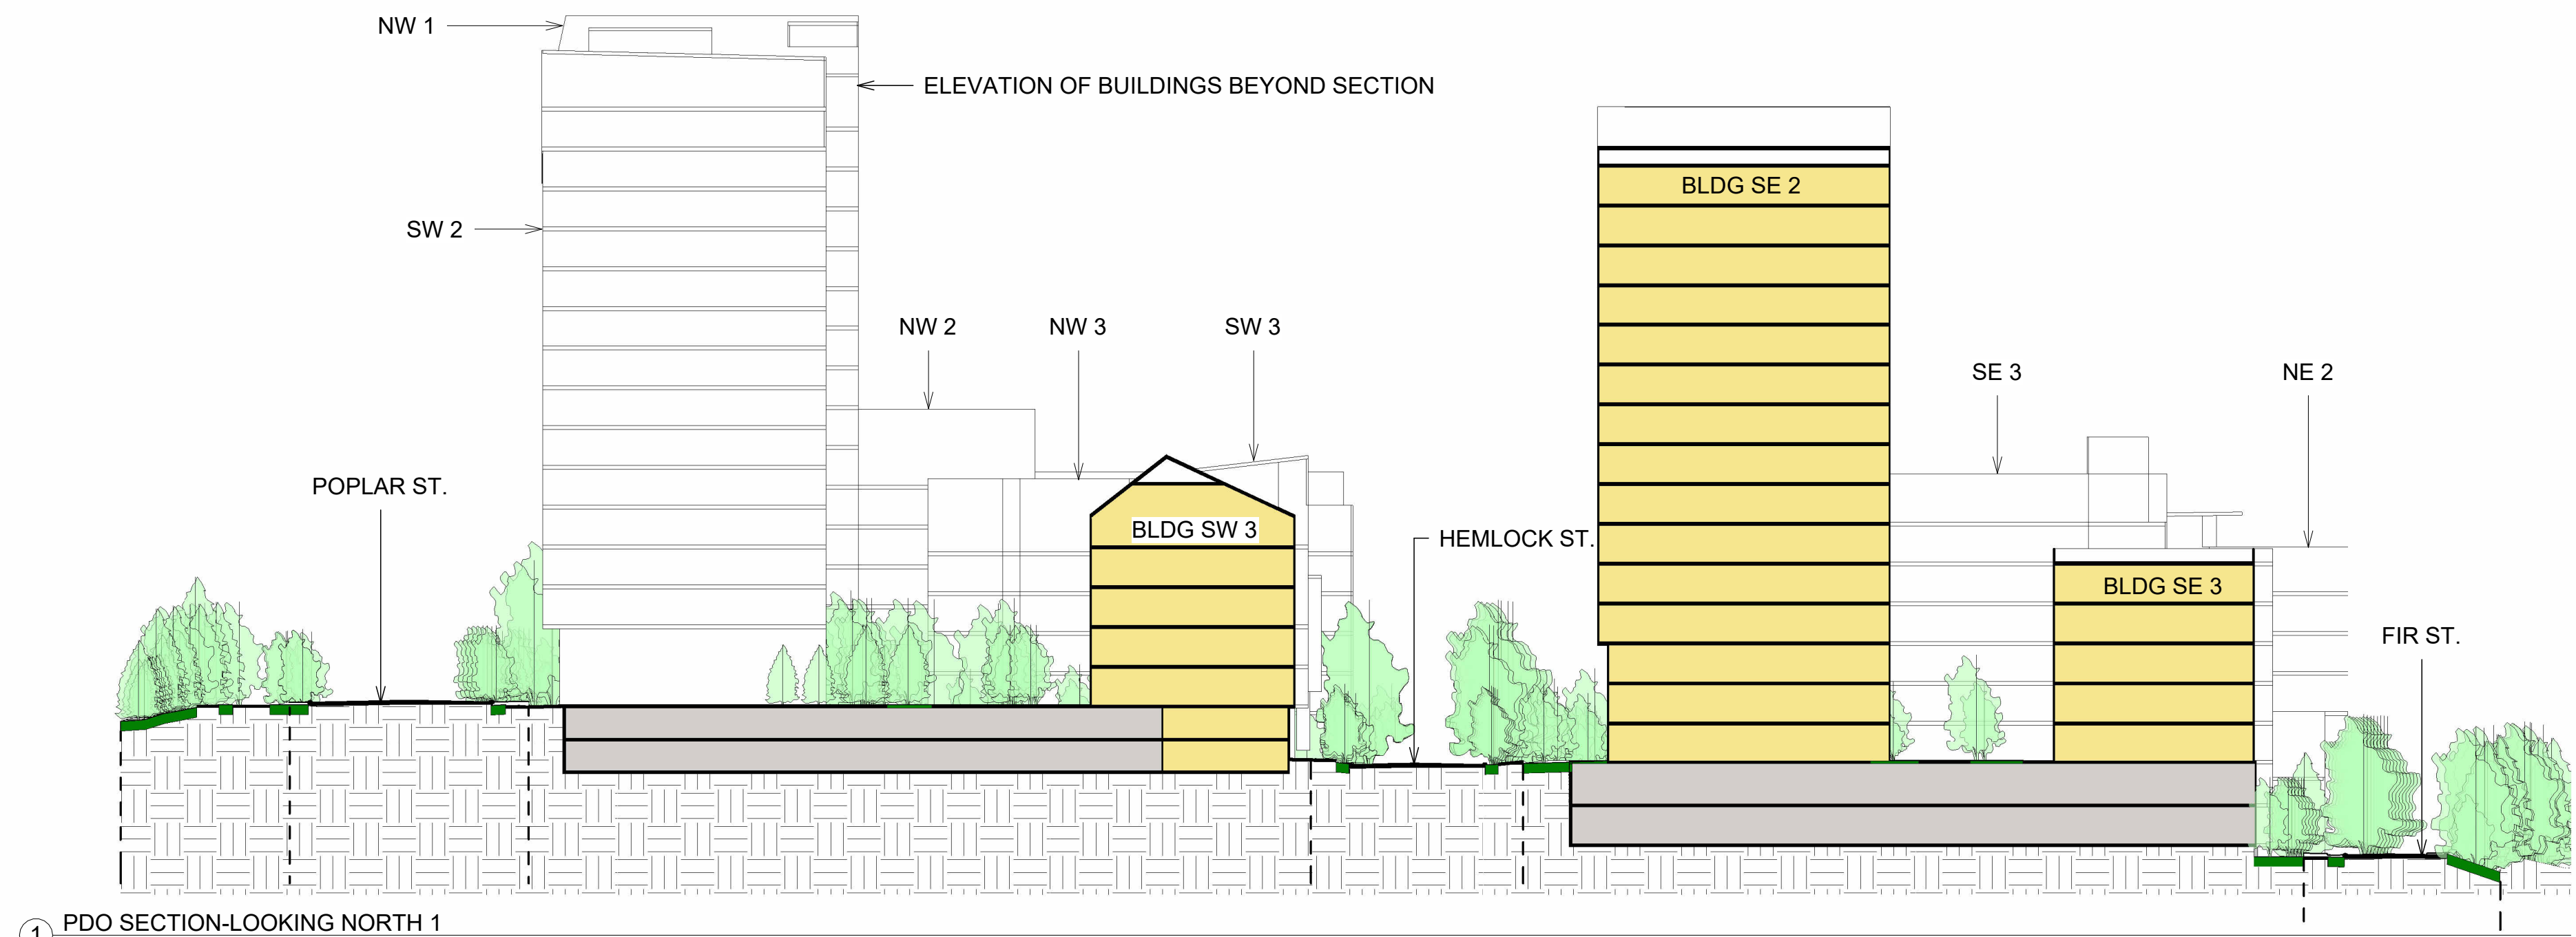 NW 1
ELEVATION OF BUILDINGS BEYOND SECTION
BLDG SE 2
SW 2
NW 2
NW 3
SW 3
SE 3
NE 2
POPLAR ST.
BLDG SW 3
HEMLOCK ST.
BLDG SE 3
FIR ST.
1
PDO SECTION-LOOKING NORTH 1